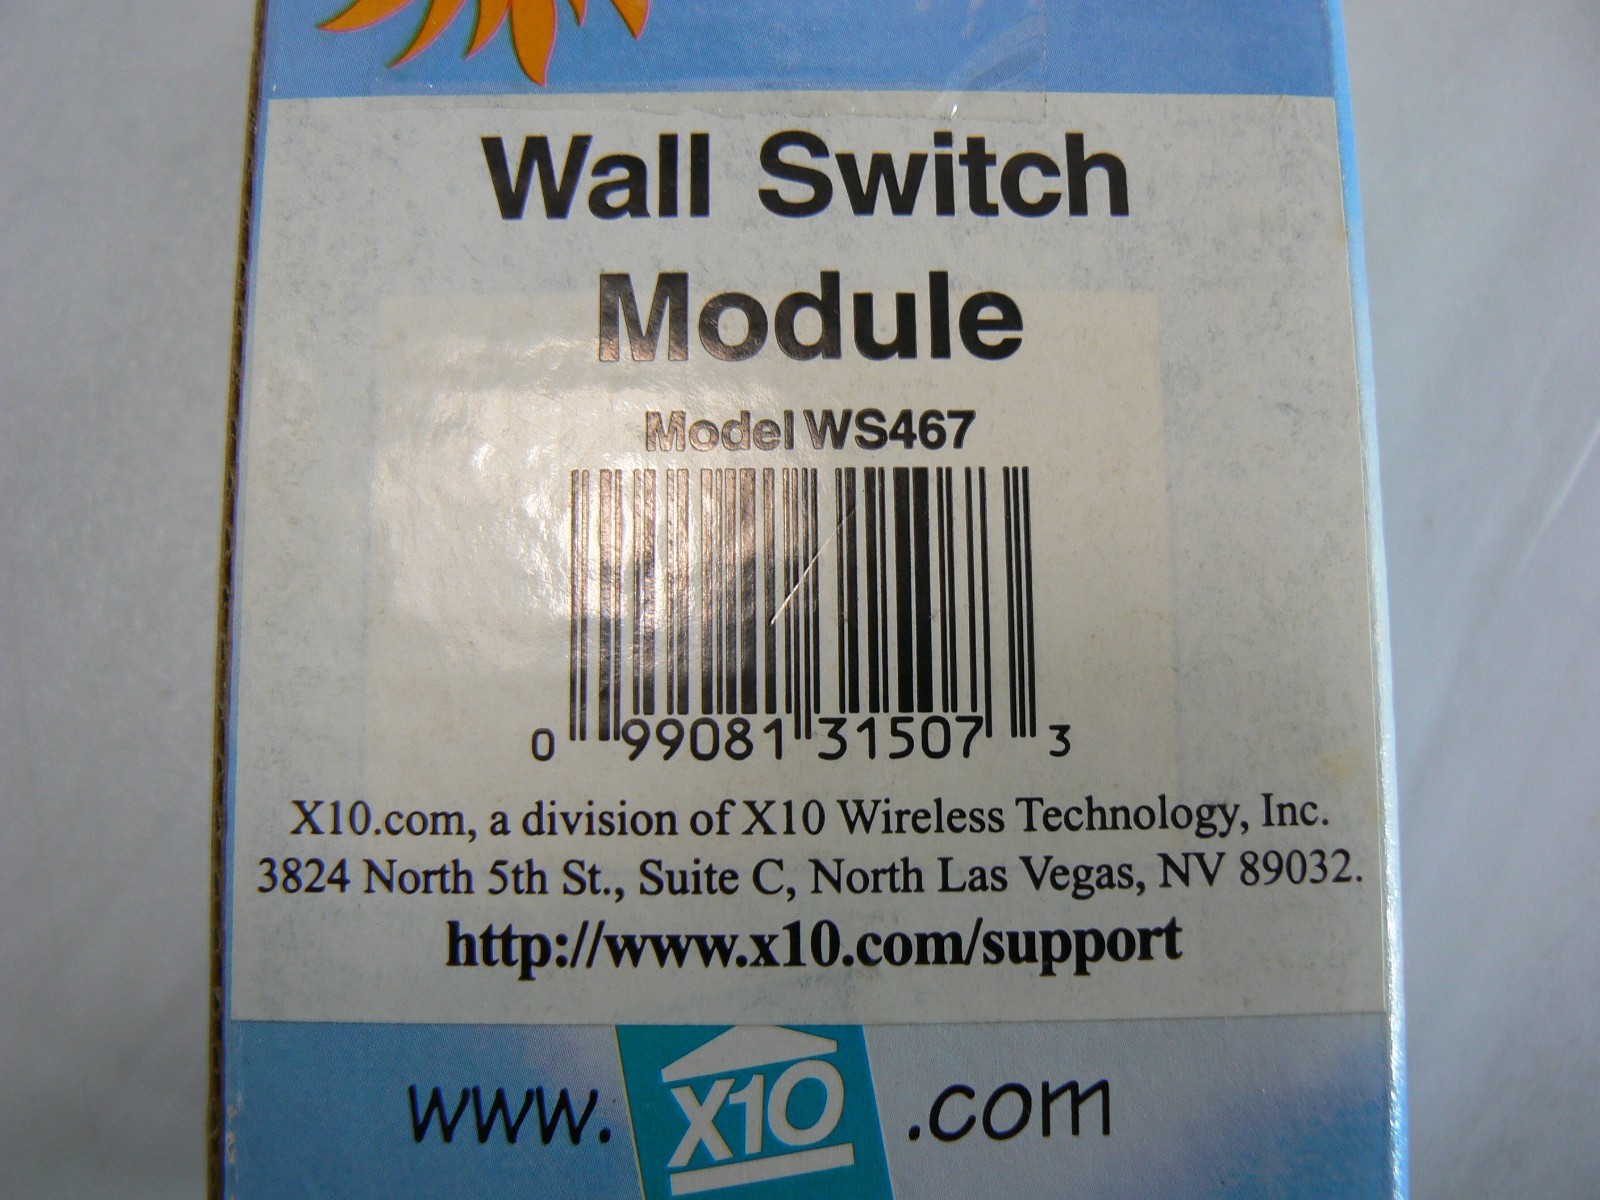 Wall Switch
Module
Model WS467
0 99081 31507 3
X10.com, a division of X10 Wireless Technology, Inc.
3824 North 5th St., Suite C, North Las Vegas, NV 89032.
http://www.x10.com/support
www. X10 .com